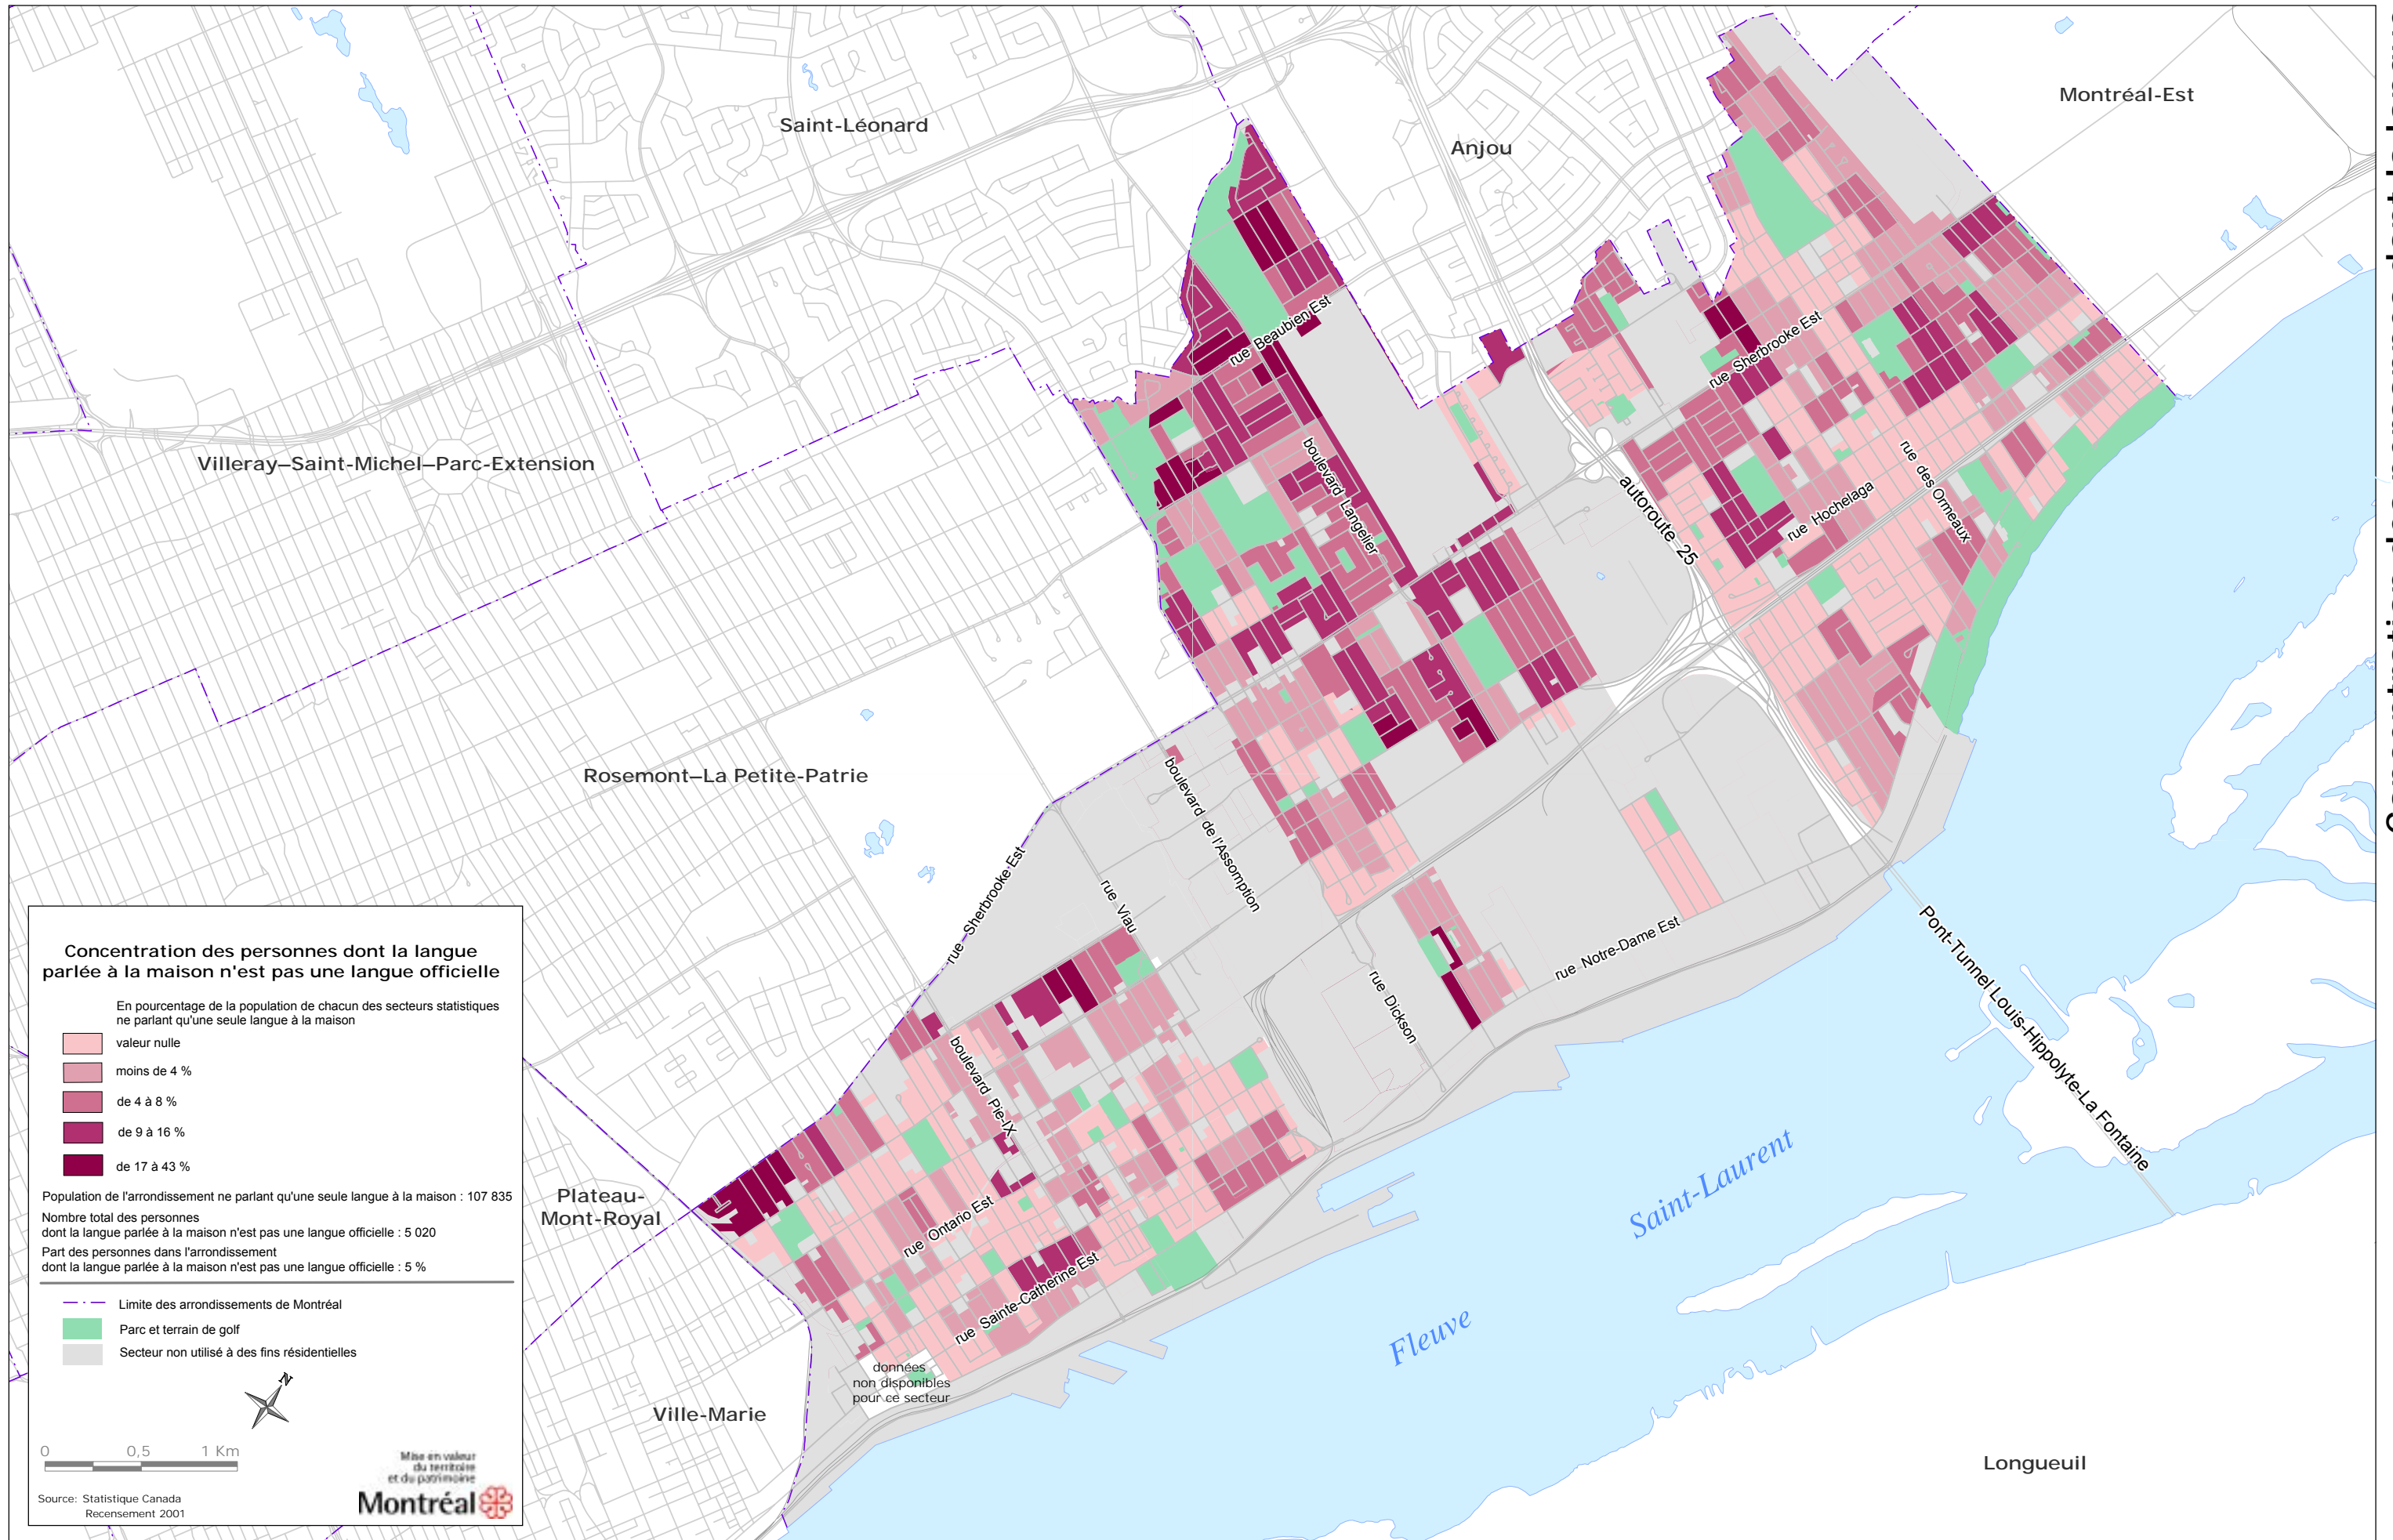 Montréal-Est
Saint-Léonard
Anjou
rue Beaubien Est
rue Sherbrooke Est
Villeray–Saint-Michel–Parc-Extension
boulevard Langelier
autoroute 25
rue des Ormeaux
rue Hochelaga
Rosemont–La Petite-Patrie
boulevard de l'Assomption
rue Sherbrooke Est
rue Viau
rue Dickson
rue Notre-Dame Est
Pont-Tunnel Louis-Hippolyte-La Fontaine
boulevard Pie-IX
Plateau-
Mont-Royal
rue Ontario Est
rue Sainte-Catherine Est
Fleuve
Saint-Laurent
données
non disponibles
pour ce secteur
Ville-Marie
Longueuil
Concentration des personnes dont la langue
parlée à la maison n'est pas une langue officielle
En pourcentage de la population de chacun des secteurs statistiques
ne parlant qu'une seule langue à la maison
valeur nulle
moins de 4 %
de 4 à 8 %
de 9 à 16 %
de 17 à 43 %
Population de l'arrondissement ne parlant qu'une seule langue à la maison : 107 835
Nombre total des personnes
dont la langue parlée à la maison n'est pas une langue officielle : 5 020
Part des personnes dans l'arrondissement
dont la langue parlée à la maison n'est pas une langue officielle : 5 %
Limite des arrondissements de Montréal
Parc et terrain de golf
Secteur non utilisé à des fins résidentielles
N
0 0,5 1 Km
Mise en valeur
du territoire
et du patrimoine
Montréal
Source: Statistique Canada
Recensement 2001